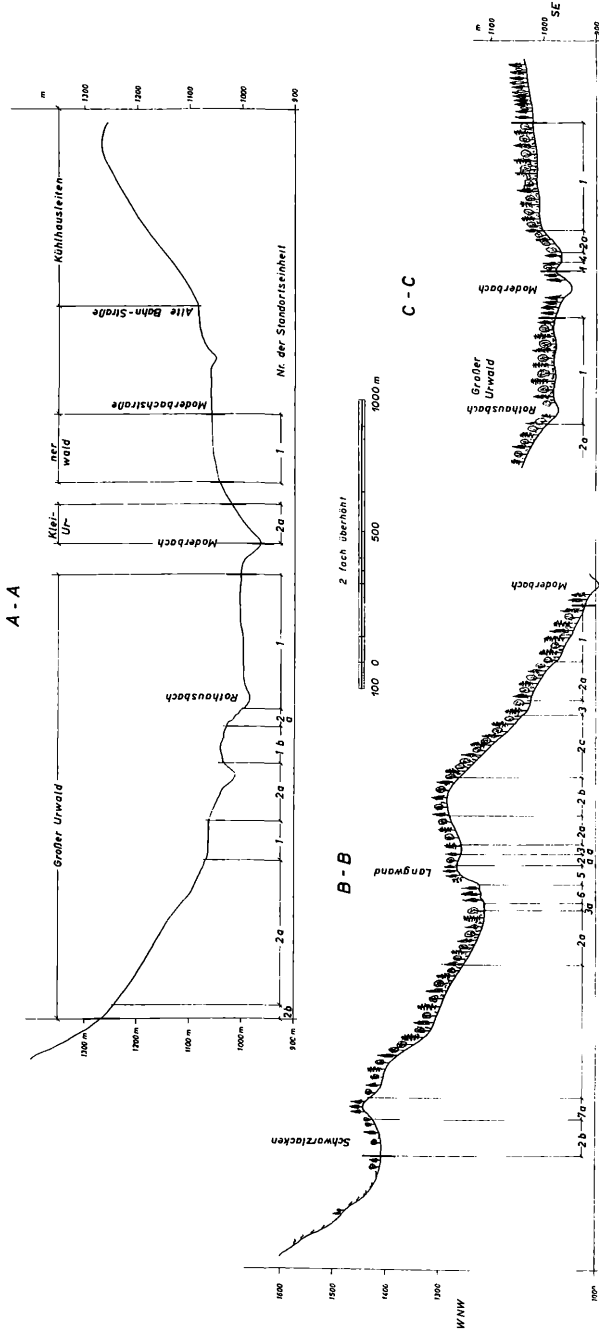 A - A
Großer Urwald
Klei-
Ur-
ner
wald
Kühlhausleiten
m
1300 m
1200 m
1100 m
1000 m
900 m
1300
1200
1100
1000
900
Rothausbach
Moderbach
Moderbachstraße
Alte Bahn-Straße
Nr. der Standortseinheit
2b
2a
1
2a
1b
2
a
1
2a
1
2 fach überhöht
100
0
500
1000 m
B - B
WNW
1600
1500
1400
1300
1000
Schwarzlacken
Langwand
Moderbach
2b
7a
2a
3a
6
5
2
a
3
a
2a
2b
2c
3
2a
1
C - C
Großer
Urwald
Rothausbach
Moderbach
m
1100
1000
900
SE
2a
1
1
4
2a
1